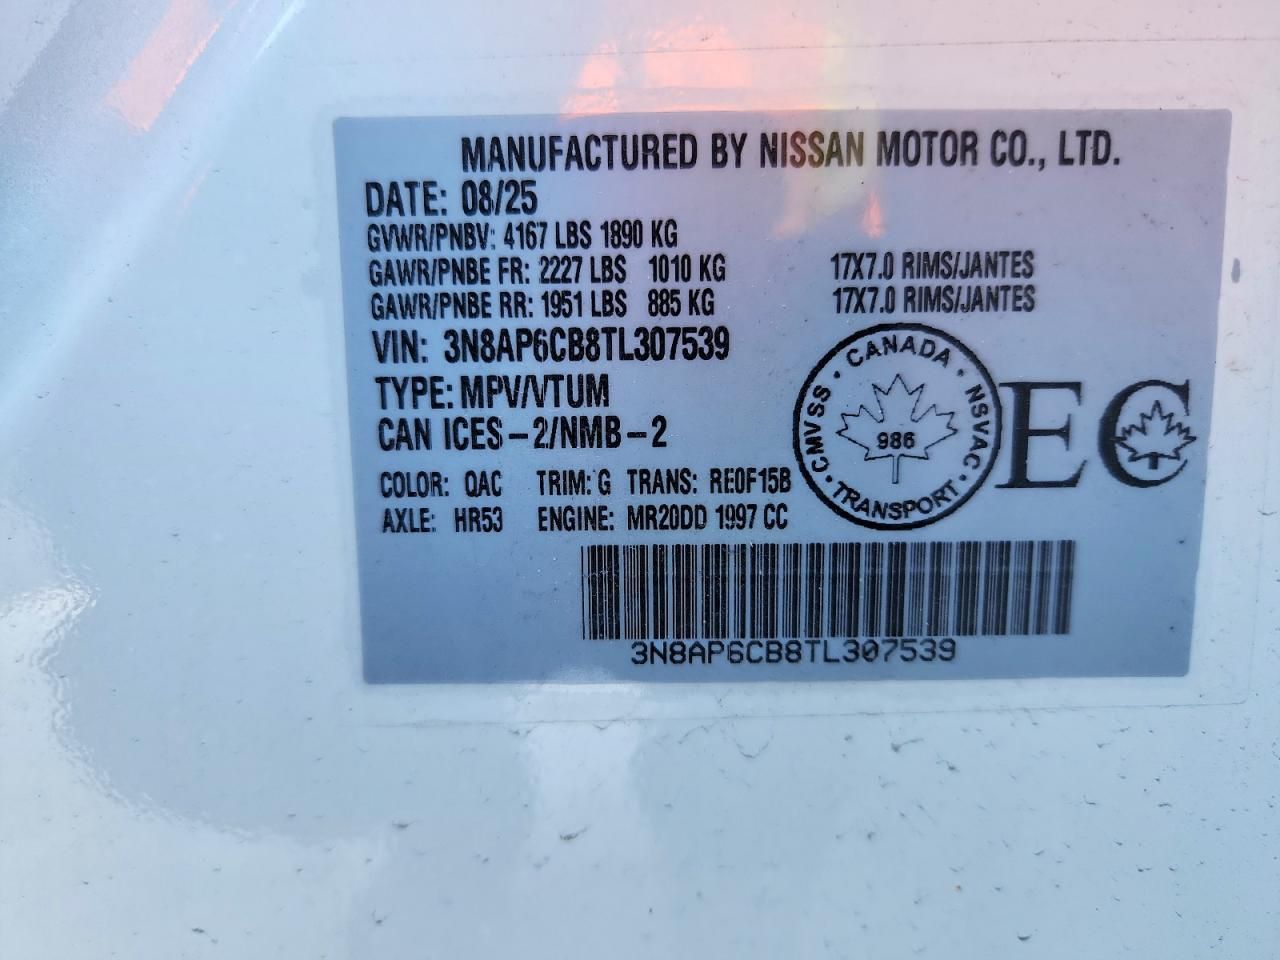 MANUFACTURED BY NISSAN MOTOR CO., LTD.
DATE: 08/25
GVWR/PNBV: 4167 LBS 1890 KG
GAWR/PNBE FR: 2227 LBS 1010 KG 17X7.0 RIMS/JANTES
GAWR/PNBE RR: 1951 LBS 885 KG 17X7.0 RIMS/JANTES
VIN: 3N8AP6CB8TL307539
TYPE: MPV/VTUM
CAN ICES-2/NMB-2
CANADA · NSVAC · TRANSPORT · CMVSS ·
986
EC
COLOR: QAC TRIM: G TRANS: RE0F15B
AXLE: HR53 ENGINE: MR20DD 1997 CC
3N8AP6CB8TL307539